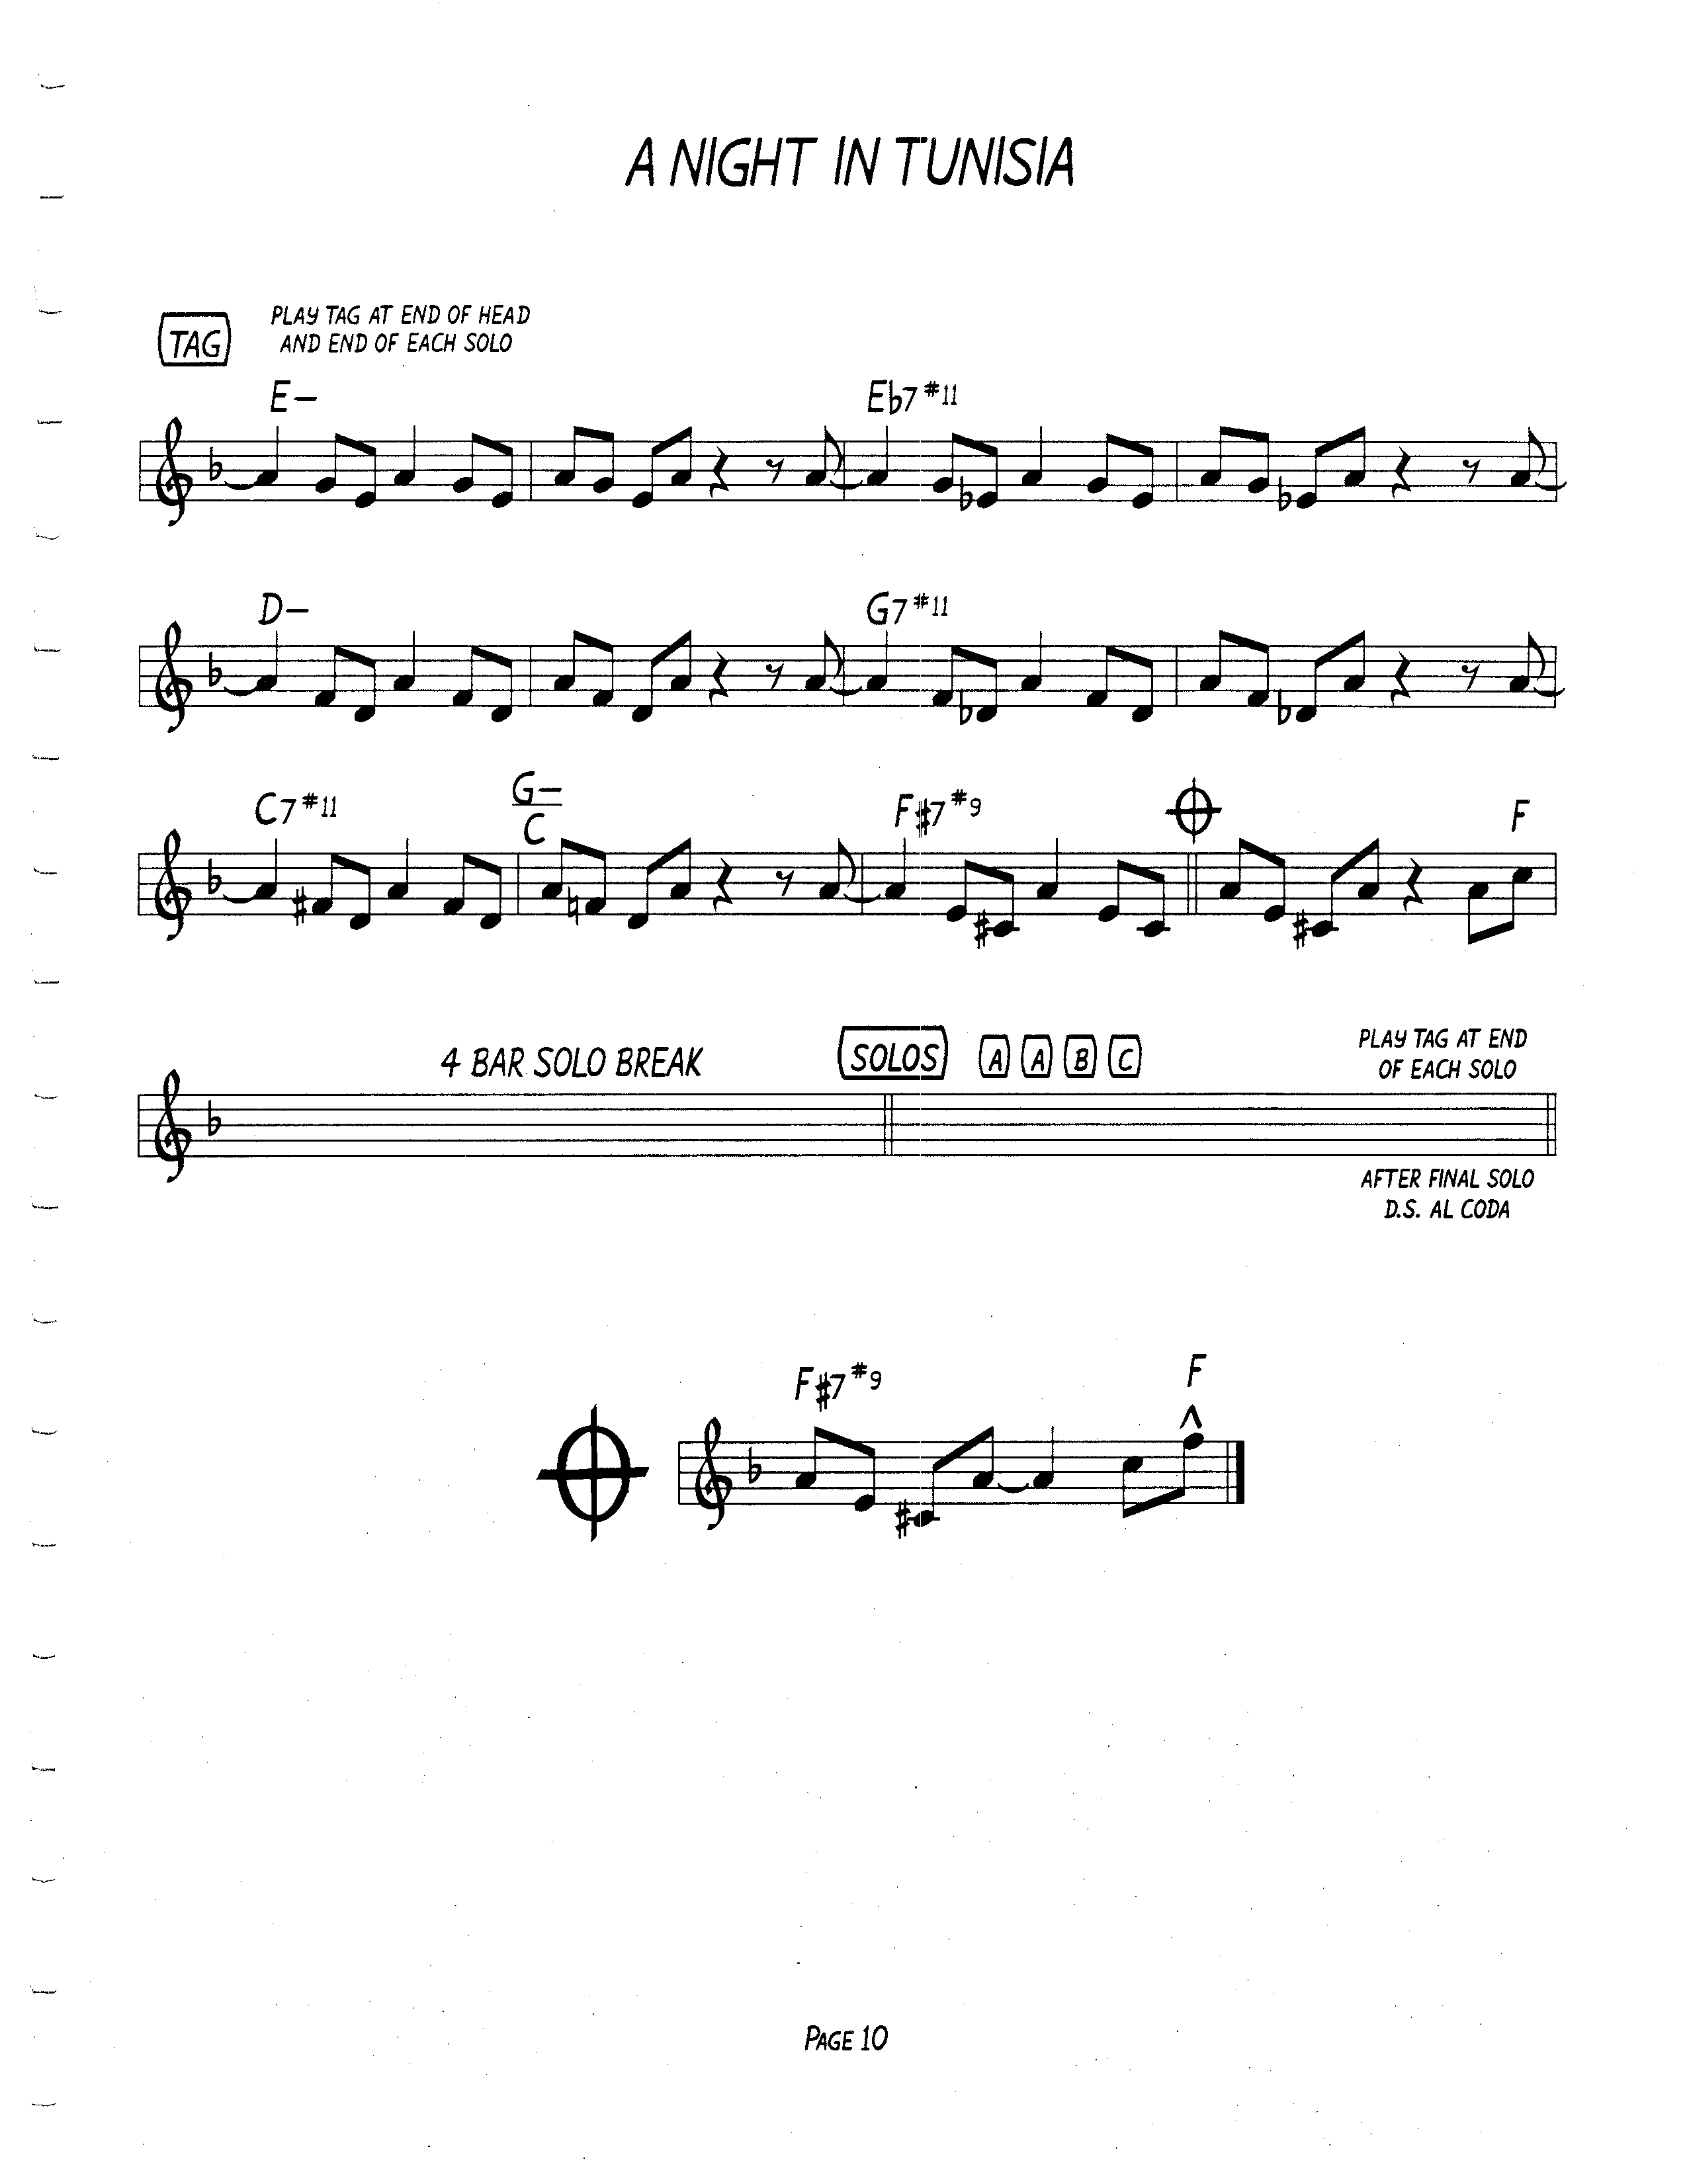 A NIGHT IN TUNISIA
TAG
PLAY TAG AT END OF HEAD
AND END OF EACH SOLO
E– Eb7#11
D– G7#11
C7#11 G–/C F#7#9 F
4 BAR SOLO BREAK SOLOS A A B C
PLAY TAG AT END
OF EACH SOLO
AFTER FINAL SOLO
D.S. AL CODA
F#7#9 F
PAGE 10